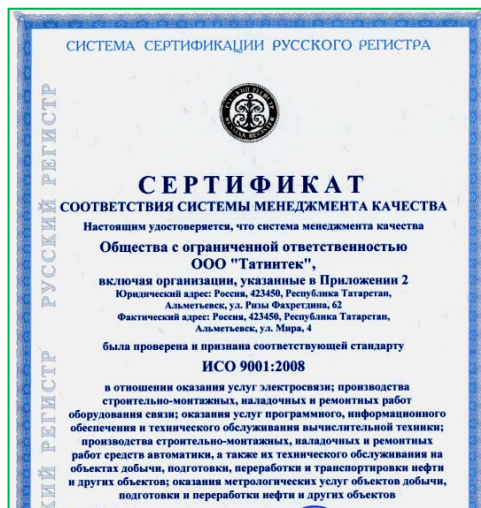 СИСТЕМА СЕРТИФИКАЦИИ РУССКОГО РЕГИСТРА
РУССКИЙ РЕГИСТР
СЕРТИФИКАТ
СООТВЕТСТВИЯ СИСТЕМЫ МЕНЕДЖМЕНТА КАЧЕСТВА
Настоящим удостоверяется, что система менеджмента качества
Общества с ограниченной ответственностью
ООО "Татинтек",
включая организации, указанные в Приложении 2
Юридический адрес: Россия, 423450, Республика Татарстан,
Альметьевск, ул. Ризы Фахретдина, 62
Фактический адрес: Россия, 423450, Республика Татарстан,
Альметьевск, ул. Мира, 4
была проверена и признана соответствующей стандарту
ИСО 9001:2008
в отношении оказания услуг электросвязи; производства
строительно-монтажных, наладочных и ремонтных работ
оборудования связи; оказания услуг программного, информационного
обеспечения и технического обслуживания вычислительной техники;
производства строительно-монтажных, наладочных и ремонтных
работ средств автоматики, а также их технического обслуживания на
объектах добычи, подготовки, переработки и транспортировки нефти
и других объектов; оказания метрологических услуг объектов добычи,
подготовки и переработки нефти и других объектов
РУССКИЙ РЕГИСТР
КИЙ РЕГИСТР